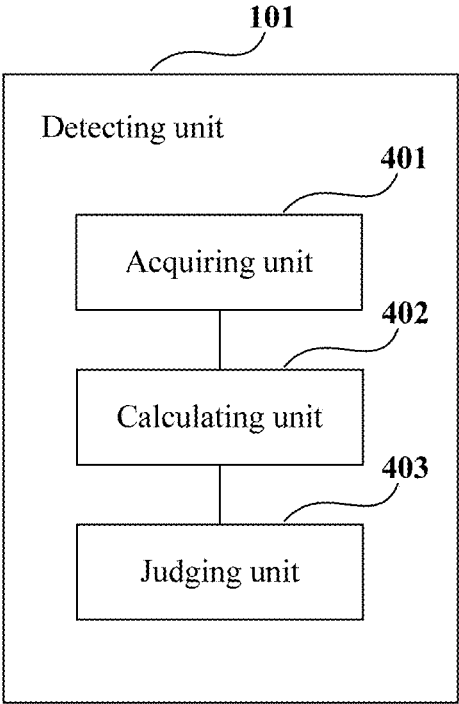 101
Detecting unit
401
Acquiring unit
402
Calculating unit
403
Judging unit